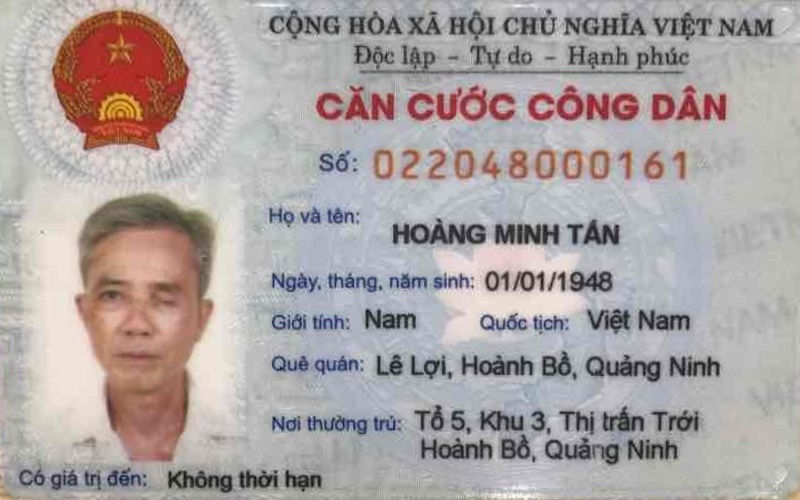 CỘNG HÒA XÃ HỘI CHỦ NGHĨA VIỆT NAM
Độc lập - Tự do - Hạnh phúc
CĂN CƯỚC CÔNG DÂN
Số: 022048000161
Họ và tên:
HOÀNG MINH TẤN
Ngày, tháng, năm sinh: 01/01/1948
Giới tính: Nam Quốc tịch: Việt Nam
Quê quán: Lê Lợi, Hoành Bồ, Quảng Ninh
Nơi thường trú: Tổ 5, Khu 3, Thị trấn Trới
Hoành Bồ, Quảng Ninh
Có giá trị đến: Không thời hạn